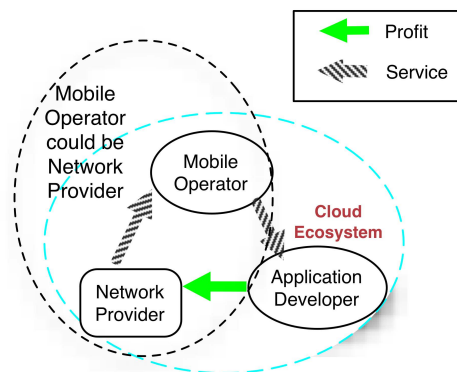 Profit
Service
Mobile
Operator
could be
Network
Provider
Mobile
Operator
Cloud
Ecosystem
Network
Provider
Application
Developer